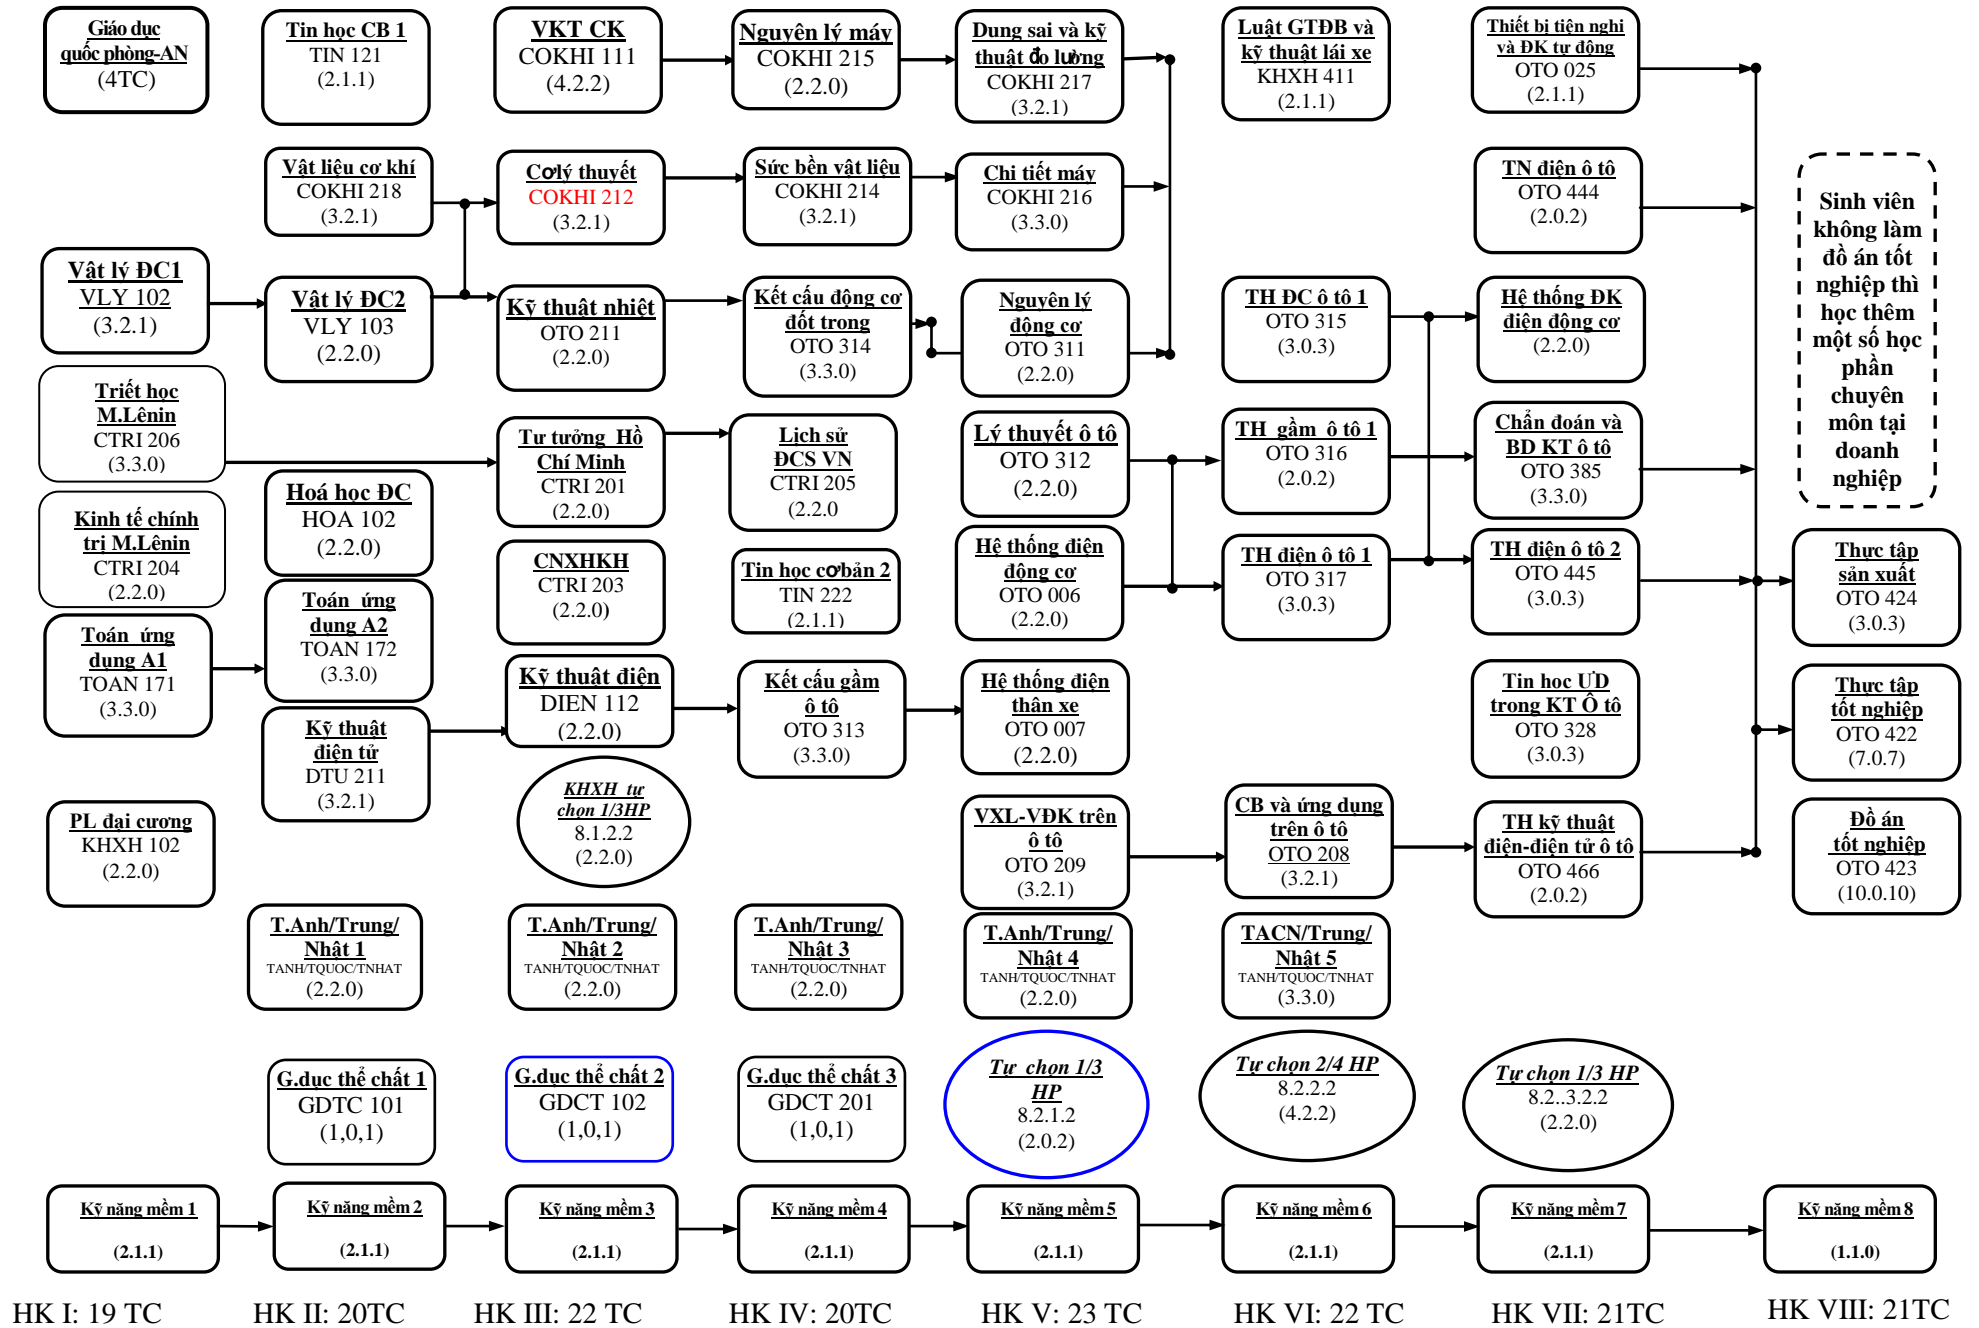 Giáo dục
quốc phòng-AN
(4TC)
Tin học CB 1
TIN 121
(2.1.1)
VKT CK
COKHI 111
(4.2.2)
Nguyên lý máy
COKHI 215
(2.2.0)
Dung sai và kỹ
thuật đo lường
COKHI 217
(3.2.1)
Luật GTĐB và
kỹ thuật lái xe
KHXH 411
(2.1.1)
Thiết bị tiện nghi
và ĐK tự động
OTO 025
(2.1.1)
Vật liệu cơ khí
COKHI 218
(3.2.1)
Cơ lý thuyết
COKHI 212
(3.2.1)
Sức bền vật liệu
COKHI 214
(3.2.1)
Chi tiết máy
COKHI 216
(3.3.0)
TN điện ô tô
OTO 444
(2.0.2)
Sinh viên
không làm
đồ án tốt
nghiệp thì
học thêm
một số học
phần
chuyên
môn tại
doanh
nghiệp
Vật lý ĐC1
VLY 102
(3.2.1)
Vật lý ĐC2
VLY 103
(2.2.0)
Kỹ thuật nhiệt
OTO 211
(2.2.0)
Kết cấu động cơ
đốt trong
OTO 314
(3.3.0)
Nguyên lý
động cơ
OTO 311
(2.2.0)
TH ĐC ô tô 1
OTO 315
(3.0.3)
Hệ thống ĐK
điện động cơ
(2.2.0)
Triết học
M.Lênin
CTRI 206
(3.3.0)
Hoá học ĐC
HOA 102
(2.2.0)
Tư tưởng Hồ
Chí Minh
CTRI 201
(2.2.0)
Lịch sử
ĐCS VN
CTRI 205
(2.2.0
Lý thuyết ô tô
OTO 312
(2.2.0)
TH gầm ô tô 1
OTO 316
(2.0.2)
Chẩn đoán và
BD KT ô tô
OTO 385
(3.3.0)
Kinh tế chính
trị M.Lênin
CTRI 204
(2.2.0)
Toán ứng
dụng A2
TOAN 172
(3.3.0)
CNXHKH
CTRI 203
(2.2.0)
Tin học cơ bản 2
TIN 222
(2.1.1)
Hệ thống điện
động cơ
OTO 006
(2.2.0)
TH điện ô tô 1
OTO 317
(3.0.3)
TH điện ô tô 2
OTO 445
(3.0.3)
Thực tập
sản xuất
OTO 424
(3.0.3)
Toán ứng
dụng A1
TOAN 171
(3.3.0)
Kỹ thuật
điện tử
DTU 211
(3.2.1)
Kỹ thuật điện
DIEN 112
(2.2.0)
Kết cấu gầm
ô tô
OTO 313
(3.3.0)
Hệ thống điện
thân xe
OTO 007
(2.2.0)
Tin học ƯD
trong KT Ô tô
OTO 328
(3.0.3)
Thực tập
tốt nghiệp
OTO 422
(7.0.7)
PL đại cương
KHXH 102
(2.2.0)
KHXH tự
chọn 1/3HP
8.1.2.2
(2.2.0)
VXL-VĐK trên
ô tô
OTO 209
(3.2.1)
CB và ứng dụng
trên ô tô
OTO 208
(3.2.1)
TH kỹ thuật
điện-điện tử ô tô
OTO 466
(2.0.2)
Đồ án
tốt nghiệp
OTO 423
(10.0.10)
T.Anh/Trung/
Nhật 1
TANH/TQUOC/TNHAT
(2.2.0)
T.Anh/Trung/
Nhật 2
TANH/TQUOC/TNHAT
(2.2.0)
T.Anh/Trung/
Nhật 3
TANH/TQUOC/TNHAT
(2.2.0)
T.Anh/Trung/
Nhật 4
TANH/TQUOC/TNHAT
(2.2.0)
TACN/Trung/
Nhật 5
TANH/TQUOC/TNHAT
(3.3.0)
G.dục thể chất 1
GDTC 101
(1,0,1)
G.dục thể chất 2
GDCT 102
(1,0,1)
G.dục thể chất 3
GDCT 201
(1,0,1)
Tự chọn 1/3
HP
8.2.1.2
(2.0.2)
Tự chọn 2/4 HP
8.2.2.2
(4.2.2)
Tự chọn 1/3 HP
8.2..3.2.2
(2.2.0)
Kỹ năng mềm 1
(2.1.1)
Kỹ năng mềm 2
(2.1.1)
Kỹ năng mềm 3
(2.1.1)
Kỹ năng mềm 4
(2.1.1)
Kỹ năng mềm 5
(2.1.1)
Kỹ năng mềm 6
(2.1.1)
Kỹ năng mềm 7
(2.1.1)
Kỹ năng mềm 8
(1.1.0)
HK I: 19 TC
HK II: 20TC
HK III: 22 TC
HK IV: 20TC
HK V: 23 TC
HK VI: 22 TC
HK VII: 21TC
HK VIII: 21TC